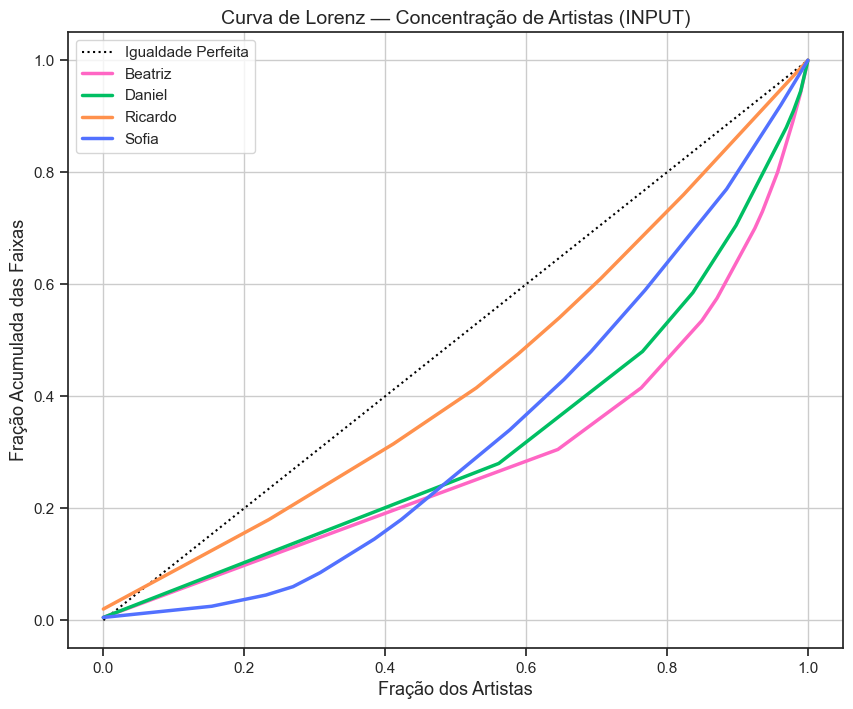 Curva de Lorenz — Concentração de Artistas (INPUT)
Igualdade Perfeita
Beatriz
Daniel
Ricardo
Sofia
Fração Acumulada das Faixas
1.0
0.8
0.6
0.4
0.2
0.0
0.0 0.2 0.4 0.6 0.8 1.0
Fração dos Artistas